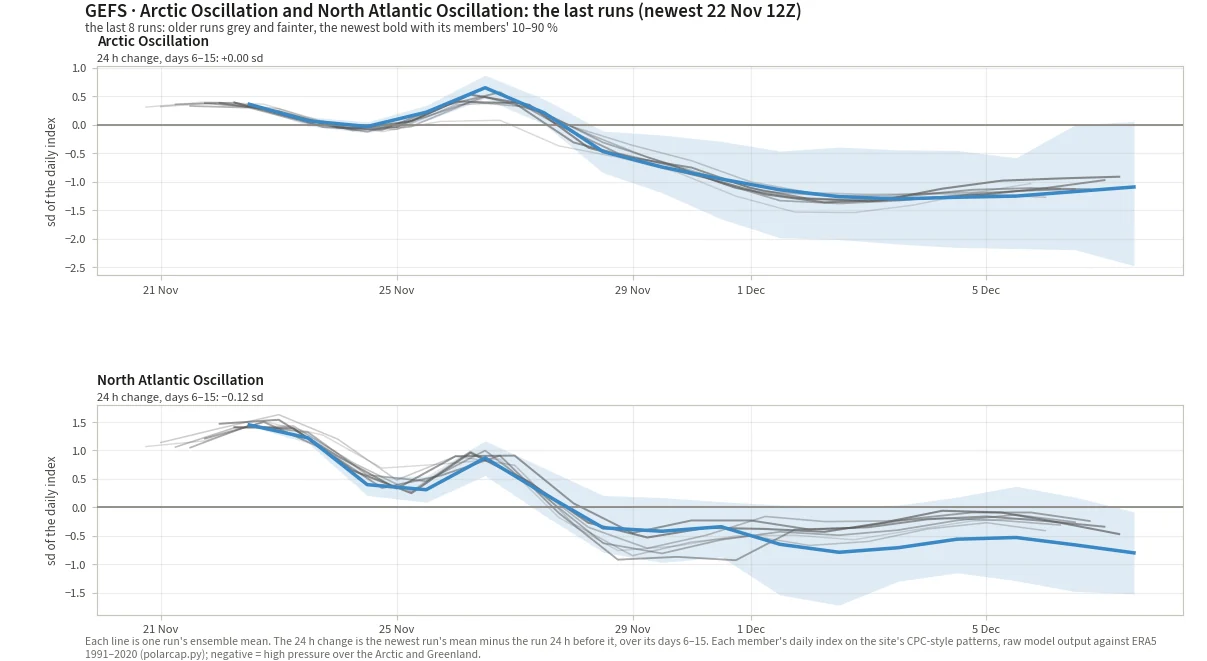 GEFS · Arctic Oscillation and North Atlantic Oscillation: the last runs (newest 22 Nov 12Z)
the last 8 runs: older runs grey and fainter, the newest bold with its members' 10–90 %
Arctic Oscillation
24 h change, days 6–15: +0.00 sd
1.0
0.5
0.0
−0.5
−1.0
−1.5
−2.0
−2.5
sd of the daily index
21 Nov
25 Nov
29 Nov
1 Dec
5 Dec
North Atlantic Oscillation
24 h change, days 6–15: −0.12 sd
1.5
1.0
0.5
0.0
−0.5
−1.0
−1.5
sd of the daily index
21 Nov
25 Nov
29 Nov
1 Dec
5 Dec
Each line is one run's ensemble mean. The 24 h change is the newest run's mean minus the run 24 h before it, over its days 6–15. Each member's daily index on the site's CPC-style patterns, raw model output against ERA5
1991–2020 (polarcap.py); negative = high pressure over the Arctic and Greenland.